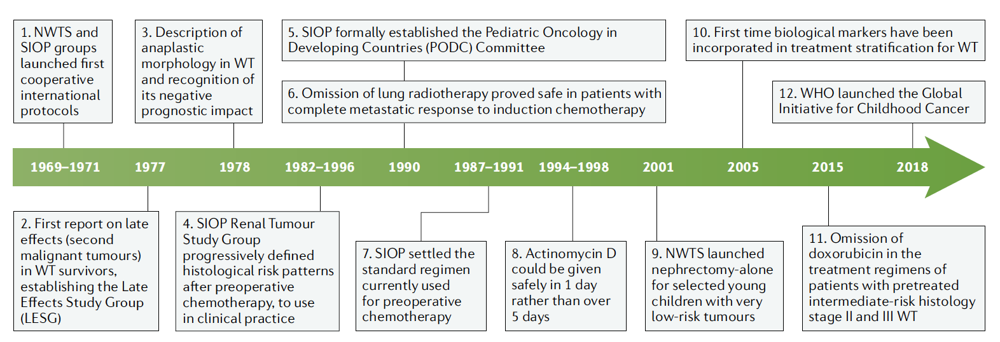 1. NWTS and
SIOP groups
launched first
cooperative
international
protocols
3. Description of
anaplastic
morphology in WT
and recognition of
its negative
prognostic impact
5. SIOP formally established the Pediatric Oncology in
Developing Countries (PODC) Committee
6. Omission of lung radiotherapy proved safe in patients with
complete metastatic response to induction chemotherapy
10. First time biological markers have been
incorporated in treatment stratification for WT
12. WHO launched the Global
Initiative for Childhood Cancer
1969–1971 1977 1978 1982–1996 1990 1987–1991 1994–1998 2001 2005 2015 2018
2. First report on late
effects (second
malignant tumours)
in WT survivors,
establishing the Late
Effects Study Group
(LESG)
4. SIOP Renal Tumour
Study Group
progressively defined
histological risk patterns
after preoperative
chemotherapy, to use
in clinical practice
7. SIOP settled the
standard regimen
currently used
for preoperative
chemotherapy
8. Actinomycin D
could be given
safely in 1 day
rather than over
5 days
9. NWTS launched
nephrectomy-alone
for selected young
children with very
low-risk tumours
11. Omission of
doxorubicin in the
treatment regimens of
patients with pretreated
intermediate-risk histology
stage II and III WT